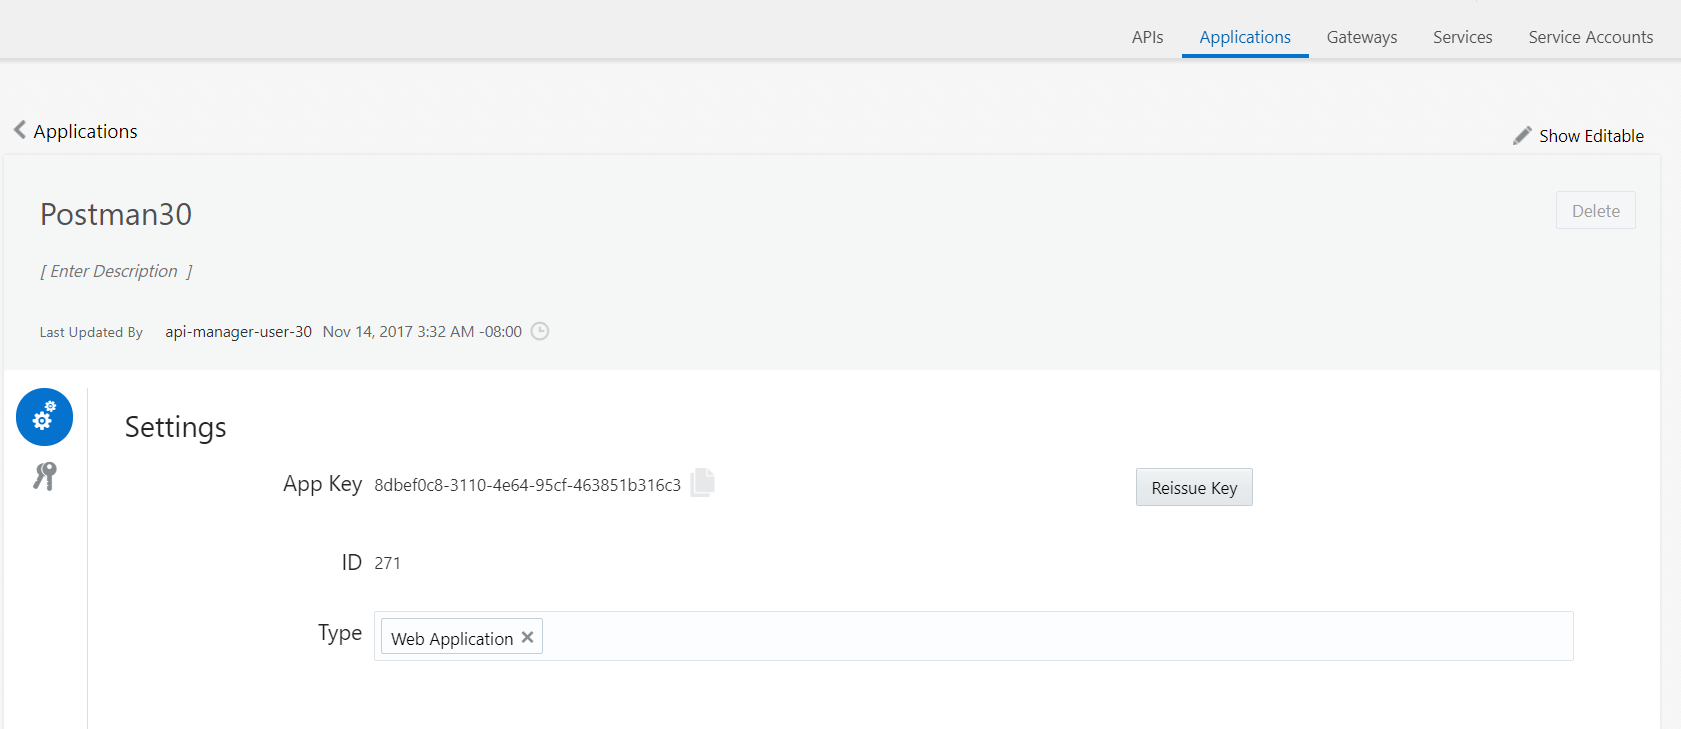 APIs Applications Gateways Services Service Accounts
Applications
Show Editable
Postman30
Delete
[ Enter Description ]
Last Updated By api-manager-user-30 Nov 14, 2017 3:32 AM -08:00
Settings
App Key 8dbef0c8-3110-4e64-95cf-463851b316c3 Reissue Key
ID 271
Type Web Application